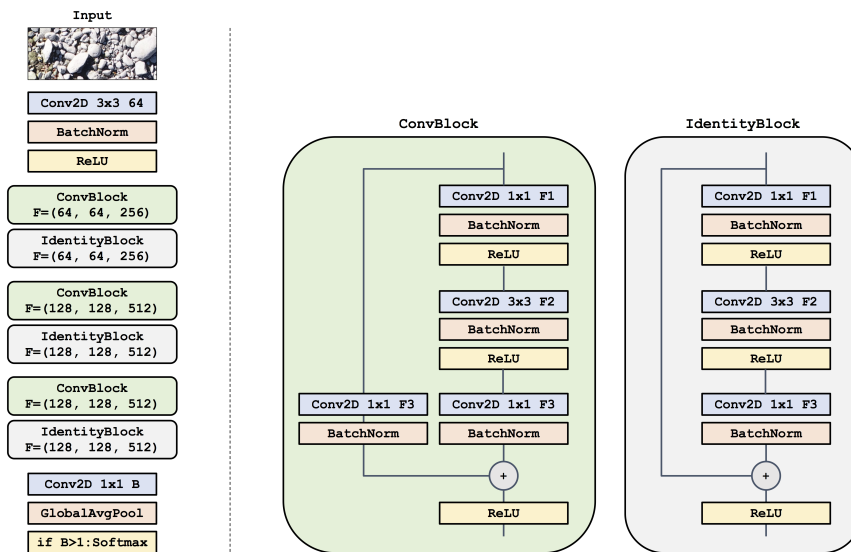 Input
Conv2D 3x3 64
BatchNorm
ReLU
ConvBlock
F=(64, 64, 256)
IdentityBlock
F=(64, 64, 256)
ConvBlock
F=(128, 128, 512)
IdentityBlock
F=(128, 128, 512)
ConvBlock
F=(128, 128, 512)
IdentityBlock
F=(128, 128, 512)
Conv2D 1x1 B
GlobalAvgPool
if B>1:Softmax
ConvBlock
Conv2D 1x1 F1
BatchNorm
ReLU
Conv2D 3x3 F2
BatchNorm
ReLU
Conv2D 1x1 F3
BatchNorm
Conv2D 1x1 F3
BatchNorm
+
ReLU
IdentityBlock
Conv2D 1x1 F1
BatchNorm
ReLU
Conv2D 3x3 F2
BatchNorm
ReLU
Conv2D 1x1 F3
BatchNorm
+
ReLU